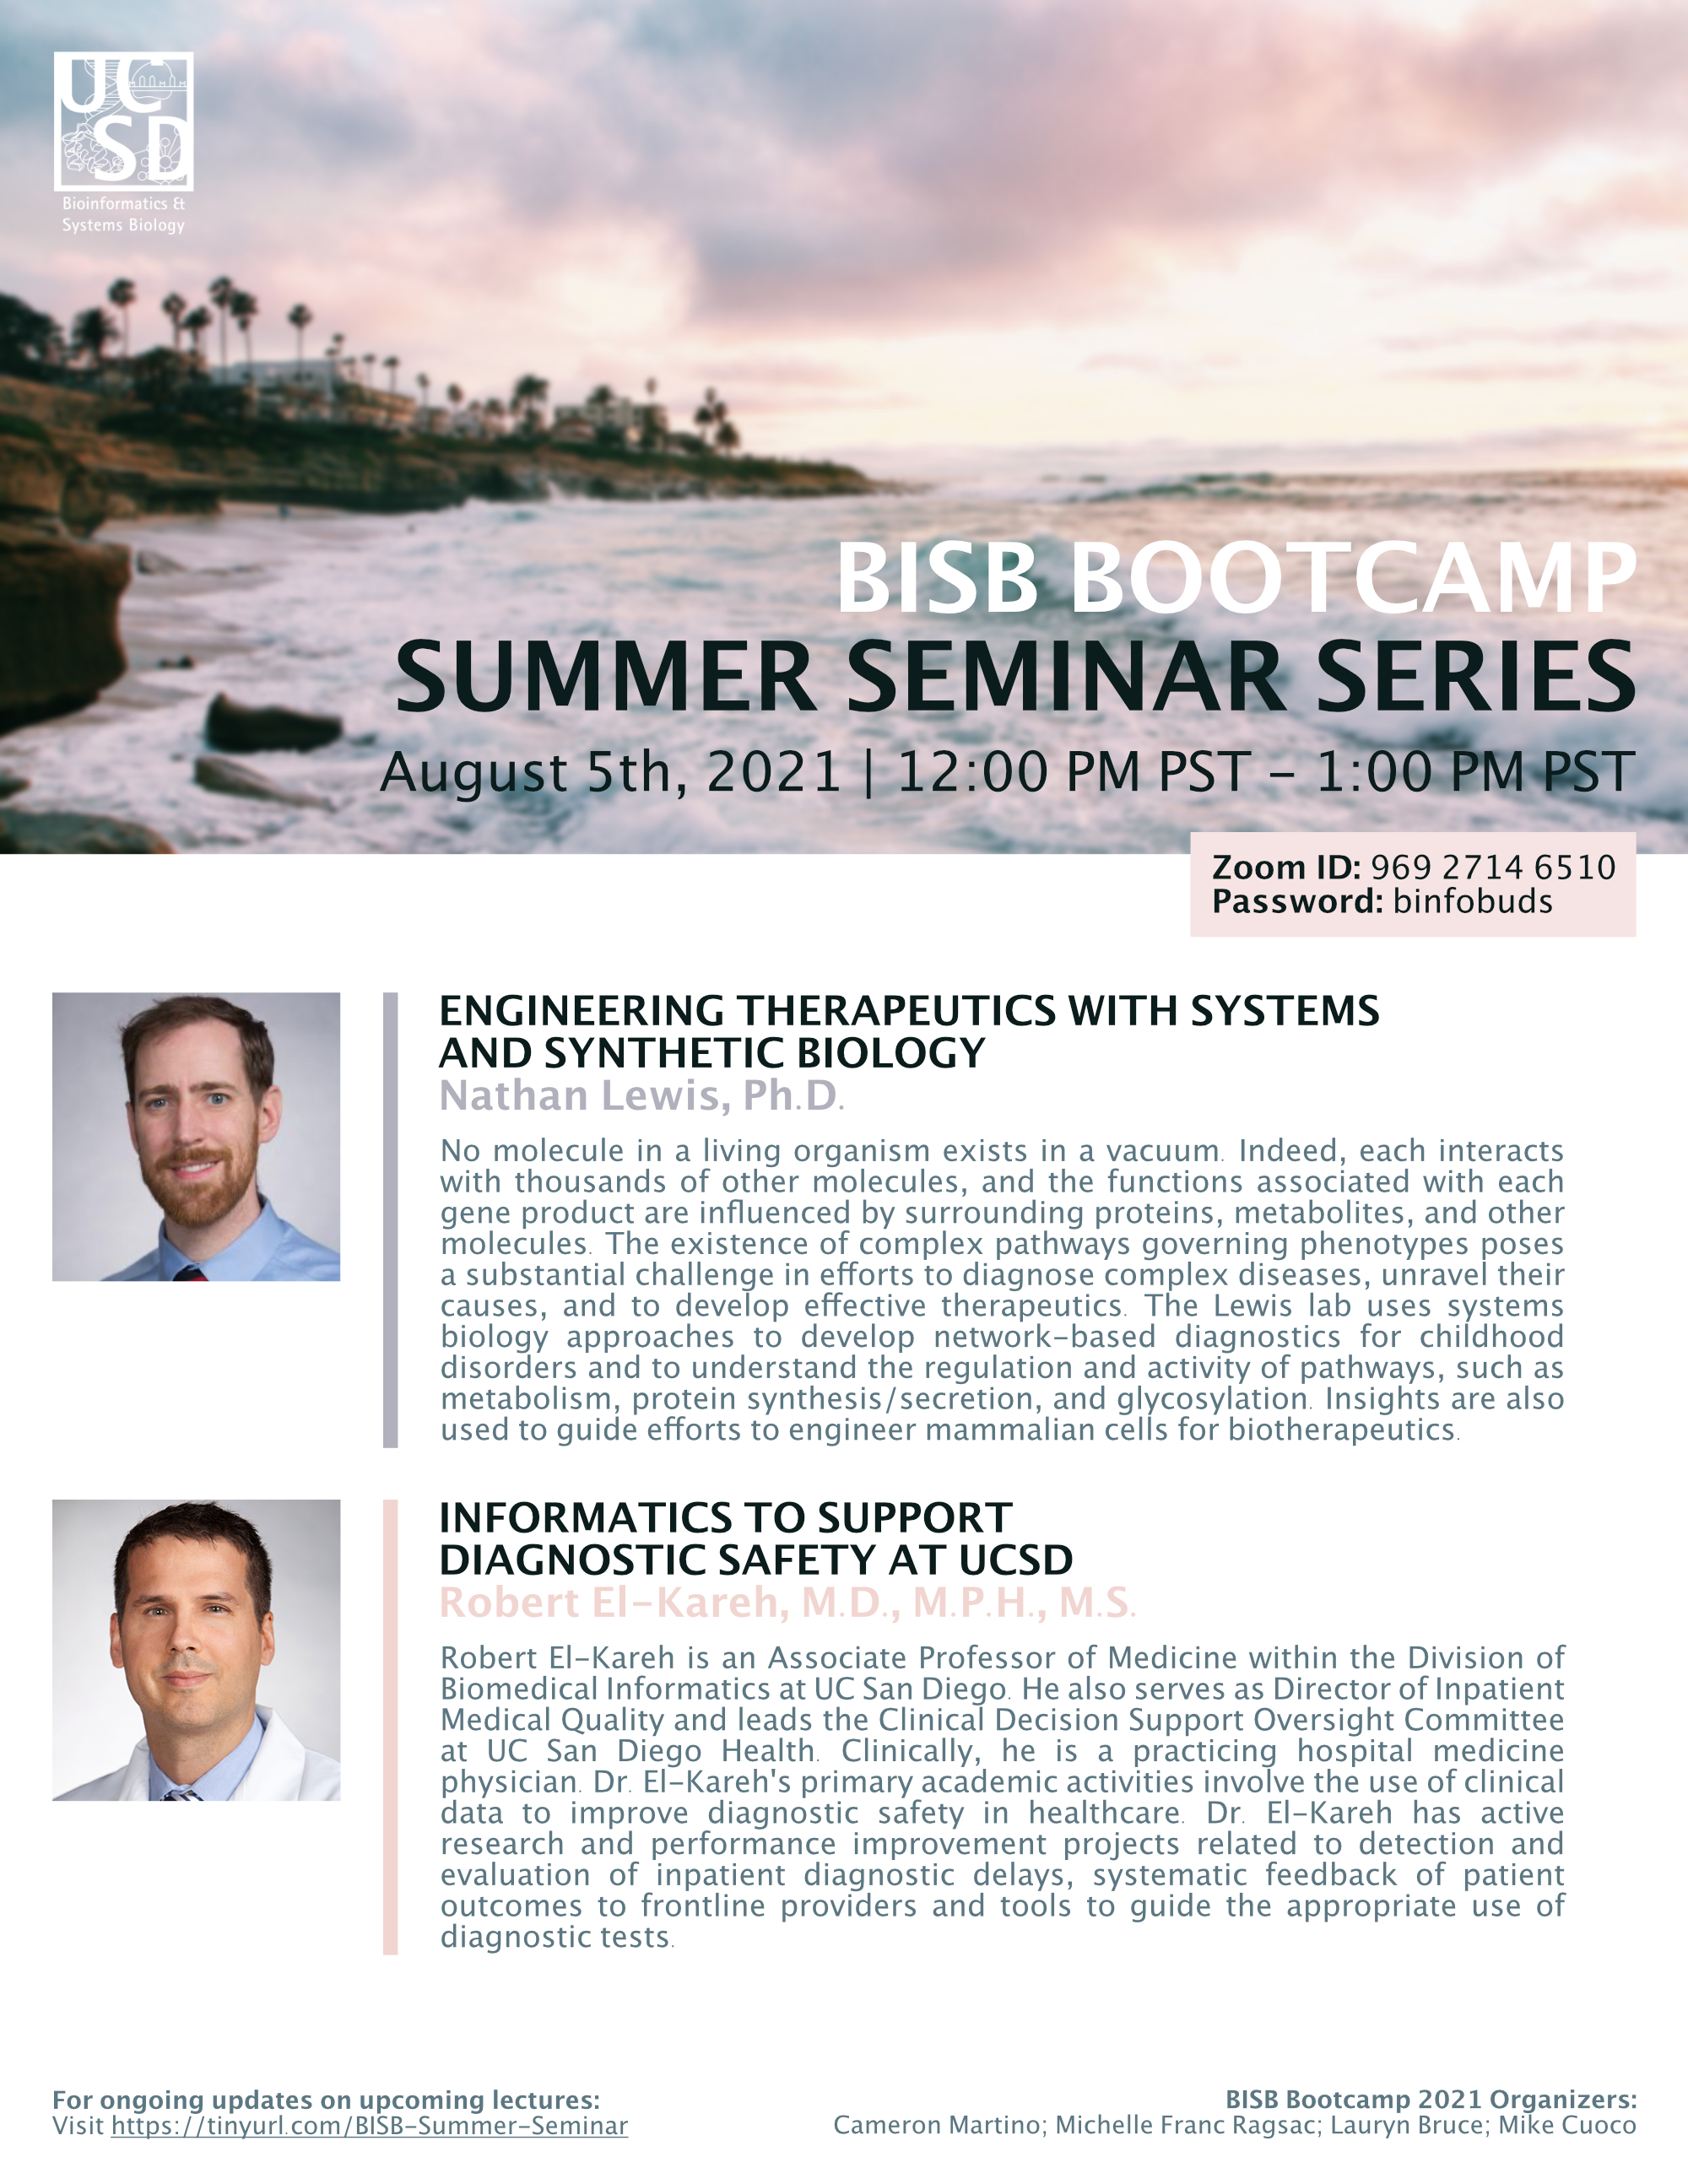 UC
SD
Bioinformatics &
Systems Biology
BISB BOOTCAMP
SUMMER SEMINAR SERIES
August 5th, 2021 | 12:00 PM PST – 1:00 PM PST
Zoom ID: 969 2714 6510
Password: binfobuds
ENGINEERING THERAPEUTICS WITH SYSTEMS
AND SYNTHETIC BIOLOGY
Nathan Lewis, Ph.D.
No molecule in a living organism exists in a vacuum. Indeed, each interacts
with thousands of other molecules, and the functions associated with each
gene product are influenced by surrounding proteins, metabolites, and other
molecules. The existence of complex pathways governing phenotypes poses
a substantial challenge in efforts to diagnose complex diseases, unravel their
causes, and to develop effective therapeutics. The Lewis lab uses systems
biology approaches to develop network-based diagnostics for childhood
disorders and to understand the regulation and activity of pathways, such as
metabolism, protein synthesis/secretion, and glycosylation. Insights are also
used to guide efforts to engineer mammalian cells for biotherapeutics.
INFORMATICS TO SUPPORT
DIAGNOSTIC SAFETY AT UCSD
Robert El-Kareh, M.D., M.P.H., M.S.
Robert El-Kareh is an Associate Professor of Medicine within the Division of
Biomedical Informatics at UC San Diego. He also serves as Director of Inpatient
Medical Quality and leads the Clinical Decision Support Oversight Committee
at UC San Diego Health. Clinically, he is a practicing hospital medicine
physician. Dr. El-Kareh's primary academic activities involve the use of clinical
data to improve diagnostic safety in healthcare. Dr. El-Kareh has active
research and performance improvement projects related to detection and
evaluation of inpatient diagnostic delays, systematic feedback of patient
outcomes to frontline providers and tools to guide the appropriate use of
diagnostic tests.
For ongoing updates on upcoming lectures:
Visit https://tinyurl.com/BISB-Summer-Seminar
BISB Bootcamp 2021 Organizers:
Cameron Martino; Michelle Franc Ragsac; Lauryn Bruce; Mike Cuoco